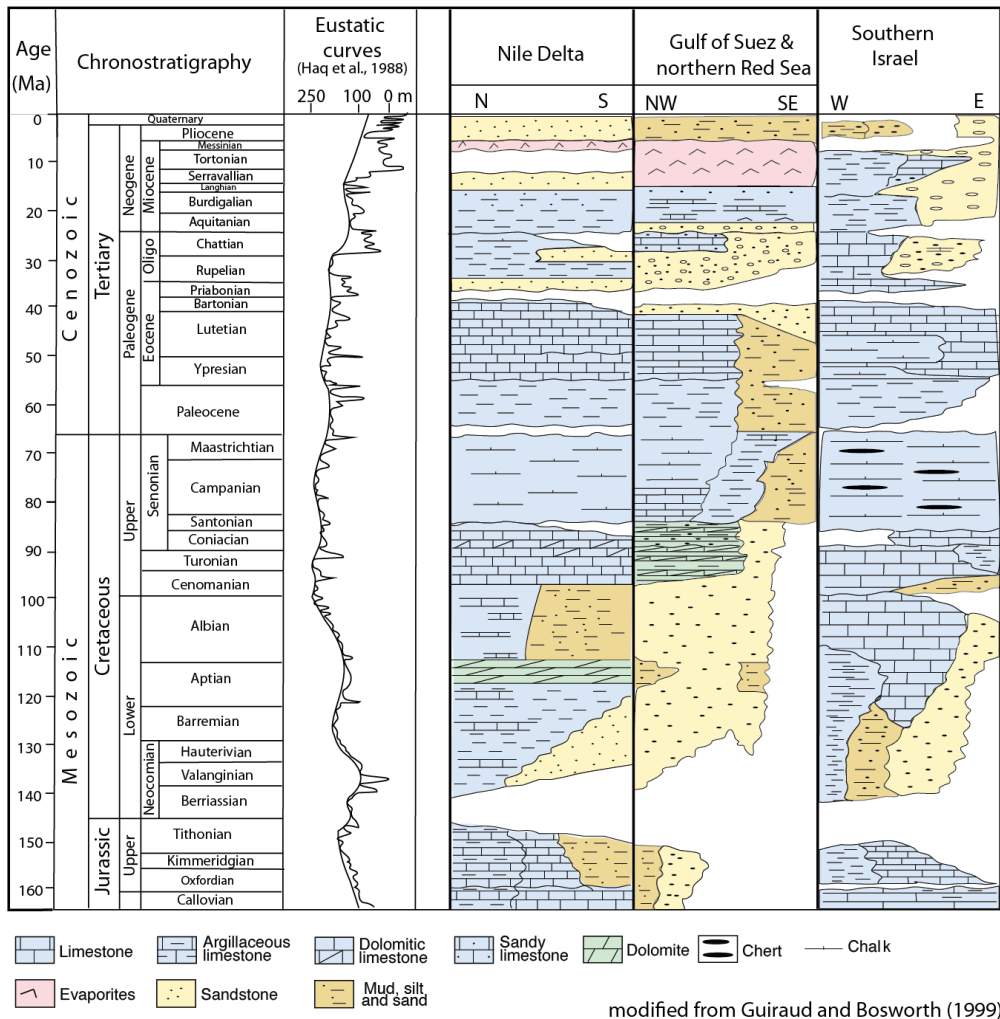 Age
(Ma)
Chronostratigraphy
Eustatic
curves
(Haq et al., 1988)
250 100 0 m
Nile Delta
N S
Gulf of Suez &
northern Red Sea
NW SE
Southern
Israel
W E
0
10
20
30
40
50
60
70
80
90
100
110
120
130
140
150
160
Cenozoic
Mesozoic
Tertiary
Cretaceous
Jurassic
Neogene
Paleogene
Upper
Lower
Upper
Miocene
Oligo
Eocene
Senonian
Neocomian
Quaternary
Pliocene
Messinian
Tortonian
Serravallian
Langhian
Burdigalian
Aquitanian
Chattian
Rupelian
Priabonian
Bartonian
Lutetian
Ypresian
Paleocene
Maastrichtian
Campanian
Santonian
Coniacian
Turonian
Cenomanian
Albian
Aptian
Barremian
Hauterivian
Valanginian
Berriassian
Tithonian
Kimmeridgian
Oxfordian
Callovian
Limestone
Argillaceous
limestone
Dolomitic
limestone
Sandy
limestone
Dolomite
Chert
Chalk
Evaporites
Sandstone
Mud, silt
and sand
modified from Guiraud and Bosworth (1999)